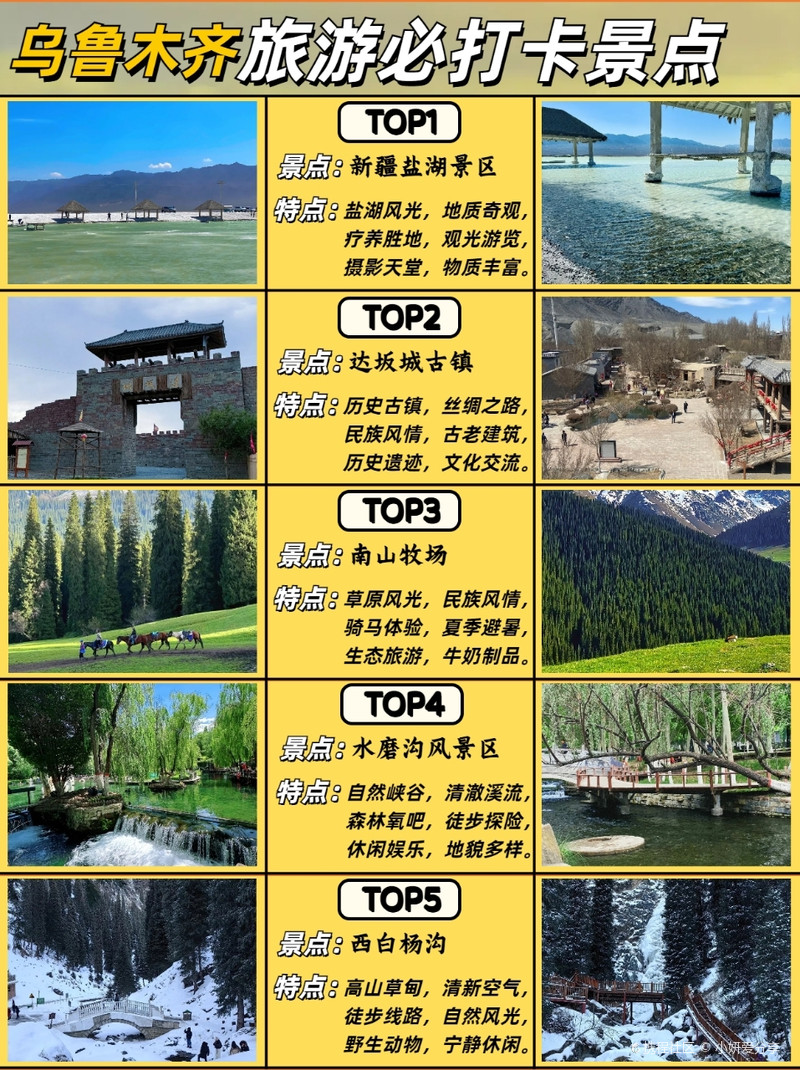 乌鲁木齐旅游必打卡景点
TOP1
景点：新疆盐湖景区
特点：盐湖风光，地质奇观，
疗养胜地，观光游览，
摄影天堂，物质丰富。
TOP2
景点：达坂城古镇
特点：历史古镇，丝绸之路，
民族风情，古老建筑，
历史遗迹，文化交流。
TOP3
景点：南山牧场
特点：草原风光，民族风情，
骑马体验，夏季避暑，
生态旅游，牛奶制品。
TOP4
景点：水磨沟风景区
特点：自然峡谷，清澈溪流，
森林氧吧，徒步探险，
休闲娱乐，地貌多样。
TOP5
景点：西白杨沟
特点：高山草甸，清新空气，
徒步线路，自然风光，
野生动物，宁静休闲。
©小妍爱分享